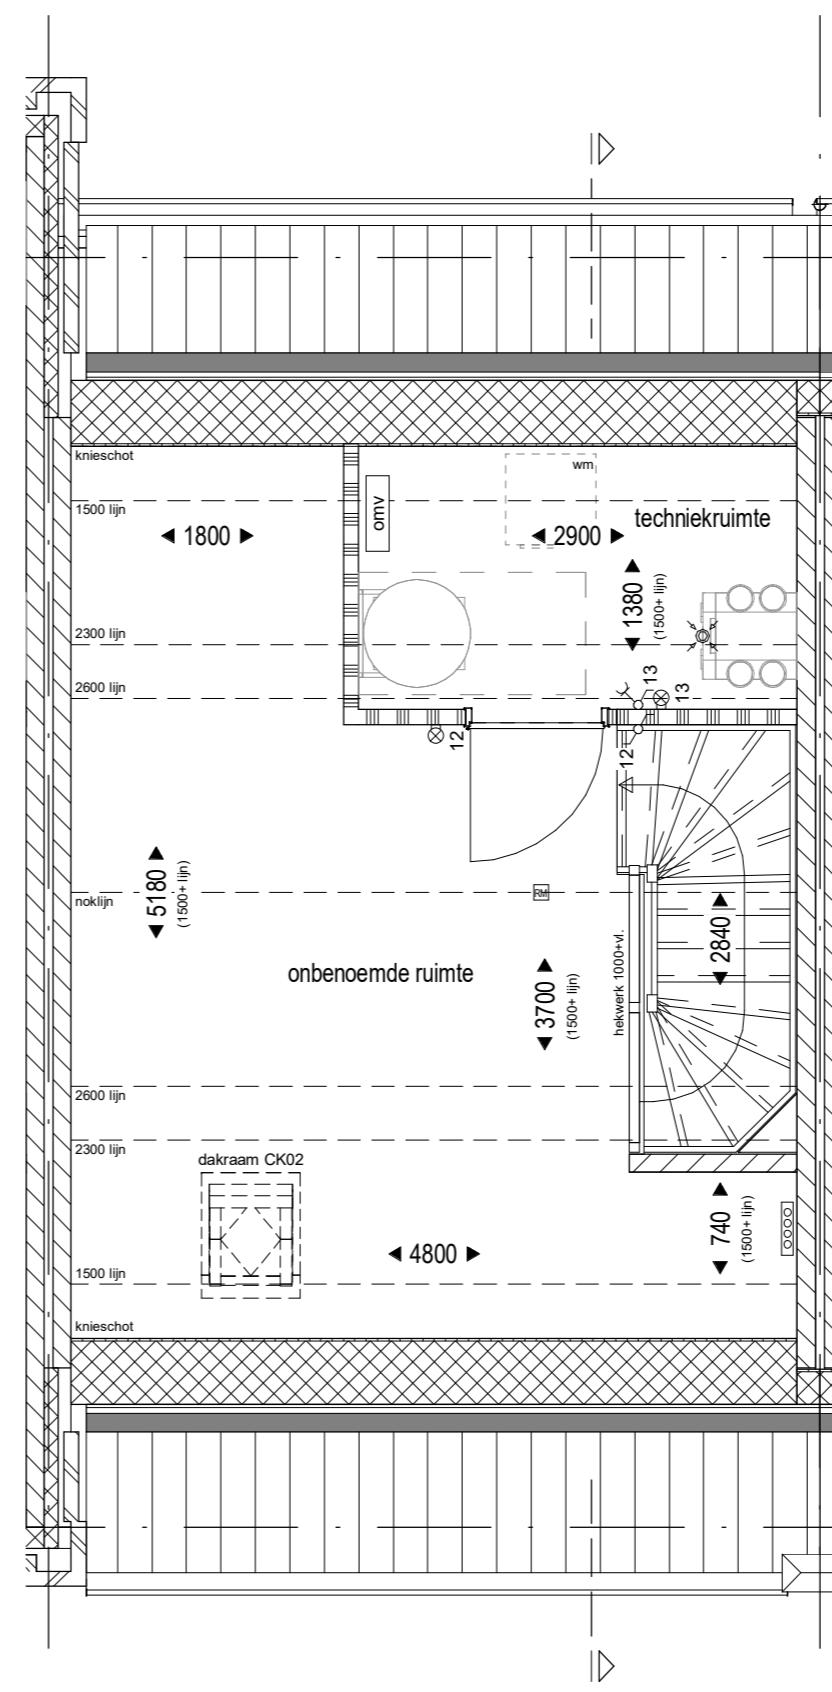 knieschot
wm
omv
1500 lijn
techniekruimte
1800
2900
1380
(1500+ lijn)
2300 lijn
2600 lijn
13
13
12
12
noklijn
5180
(1500+ lijn)
RM
2840
onbenoemde ruimte
hekwerk 1000+vl.
3700
(1500+ lijn)
2600 lijn
2300 lijn
dakraam CK02
740
(1500+ lijn)
4800
1500 lijn
knieschot